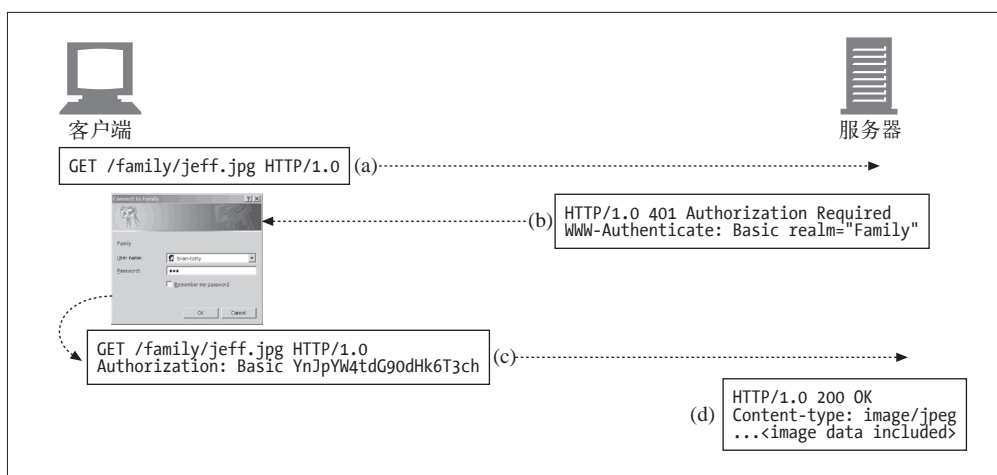 客户端
服务器
GET /family/jeff.jpg HTTP/1.0
(a)
(b)
HTTP/1.0 401 Authorization Required
WWW-Authenticate: Basic realm="Family"
Connect to Family
Family
User name:
brian-totty
Password:
•••
Remember my password
OK
Cancel
GET /family/jeff.jpg HTTP/1.0
Authorization: Basic YnJpYW4tdG90dHk6T3ch
(c)
(d)
HTTP/1.0 200 OK
Content-type: image/jpeg
...<image data included>